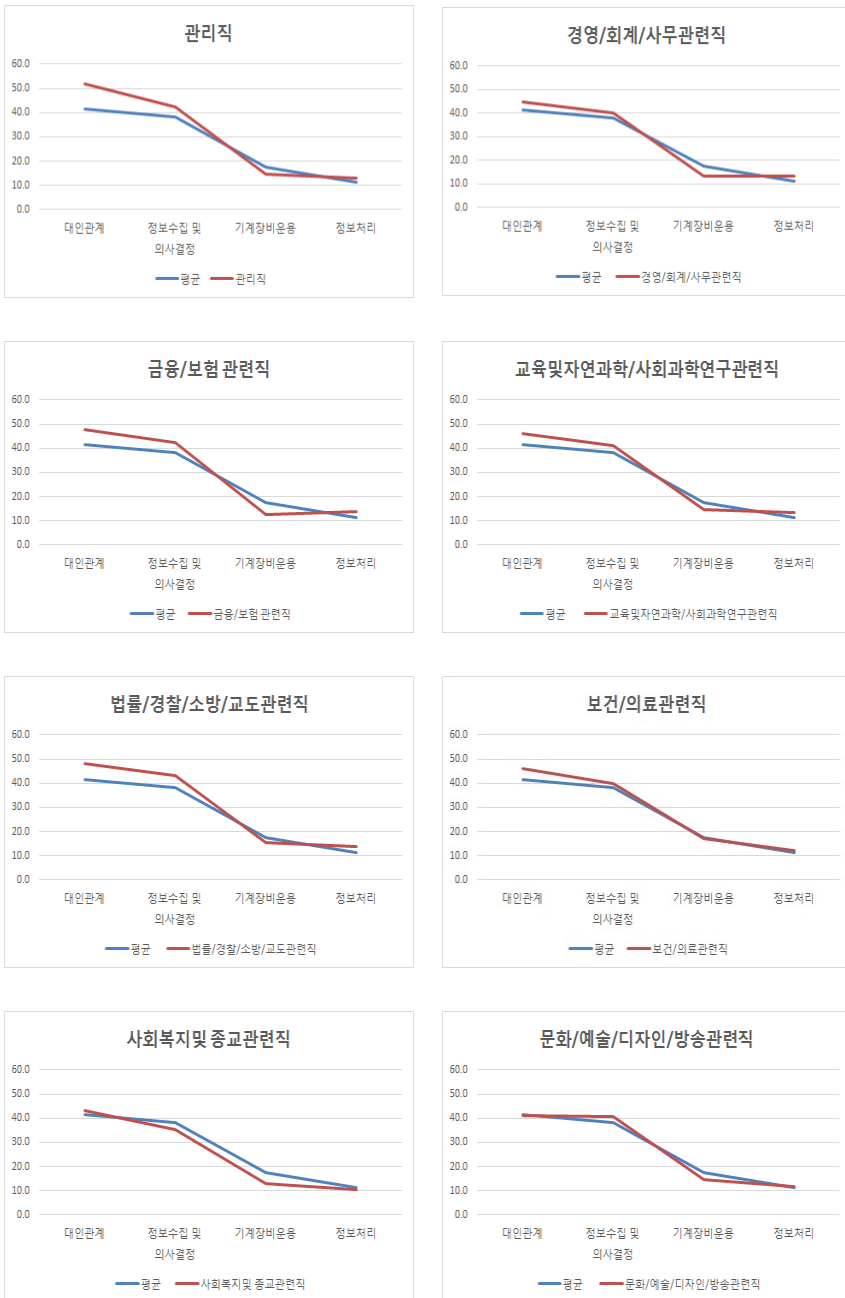 관리직
60.0
50.0
40.0
30.0
20.0
10.0
0.0
대인관계 정보수집 및 기계장비운용 정보처리
의사결정
평균 관리직
경영/회계/사무관련직
60.0
50.0
40.0
30.0
20.0
10.0
0.0
대인관계 정보수집 및 기계장비운용 정보처리
의사결정
평균 경영/회계/사무관련직
금융/보험 관련직
60.0
50.0
40.0
30.0
20.0
10.0
0.0
대인관계 정보수집 및 기계장비운용 정보처리
의사결정
평균 금융/보험 관련직
교육및자연과학/사회과학연구관련직
60.0
50.0
40.0
30.0
20.0
10.0
0.0
대인관계 정보수집 및 기계장비운용 정보처리
의사결정
평균 교육및자연과학/사회과학연구관련직
법률/경찰/소방/교도관련직
60.0
50.0
40.0
30.0
20.0
10.0
0.0
대인관계 정보수집 및 기계장비운용 정보처리
의사결정
평균 법률/경찰/소방/교도관련직
보건/의료관련직
60.0
50.0
40.0
30.0
20.0
10.0
0.0
대인관계 정보수집 및 기계장비운용 정보처리
의사결정
평균 보건/의료관련직
사회복지및 종교관련직
60.0
50.0
40.0
30.0
20.0
10.0
0.0
대인관계 정보수집 및 기계장비운용 정보처리
의사결정
평균 사회복지및 종교관련직
문화/예술/디자인/방송관련직
60.0
50.0
40.0
30.0
20.0
10.0
0.0
대인관계 정보수집 및 기계장비운용 정보처리
의사결정
평균 문화/예술/디자인/방송관련직